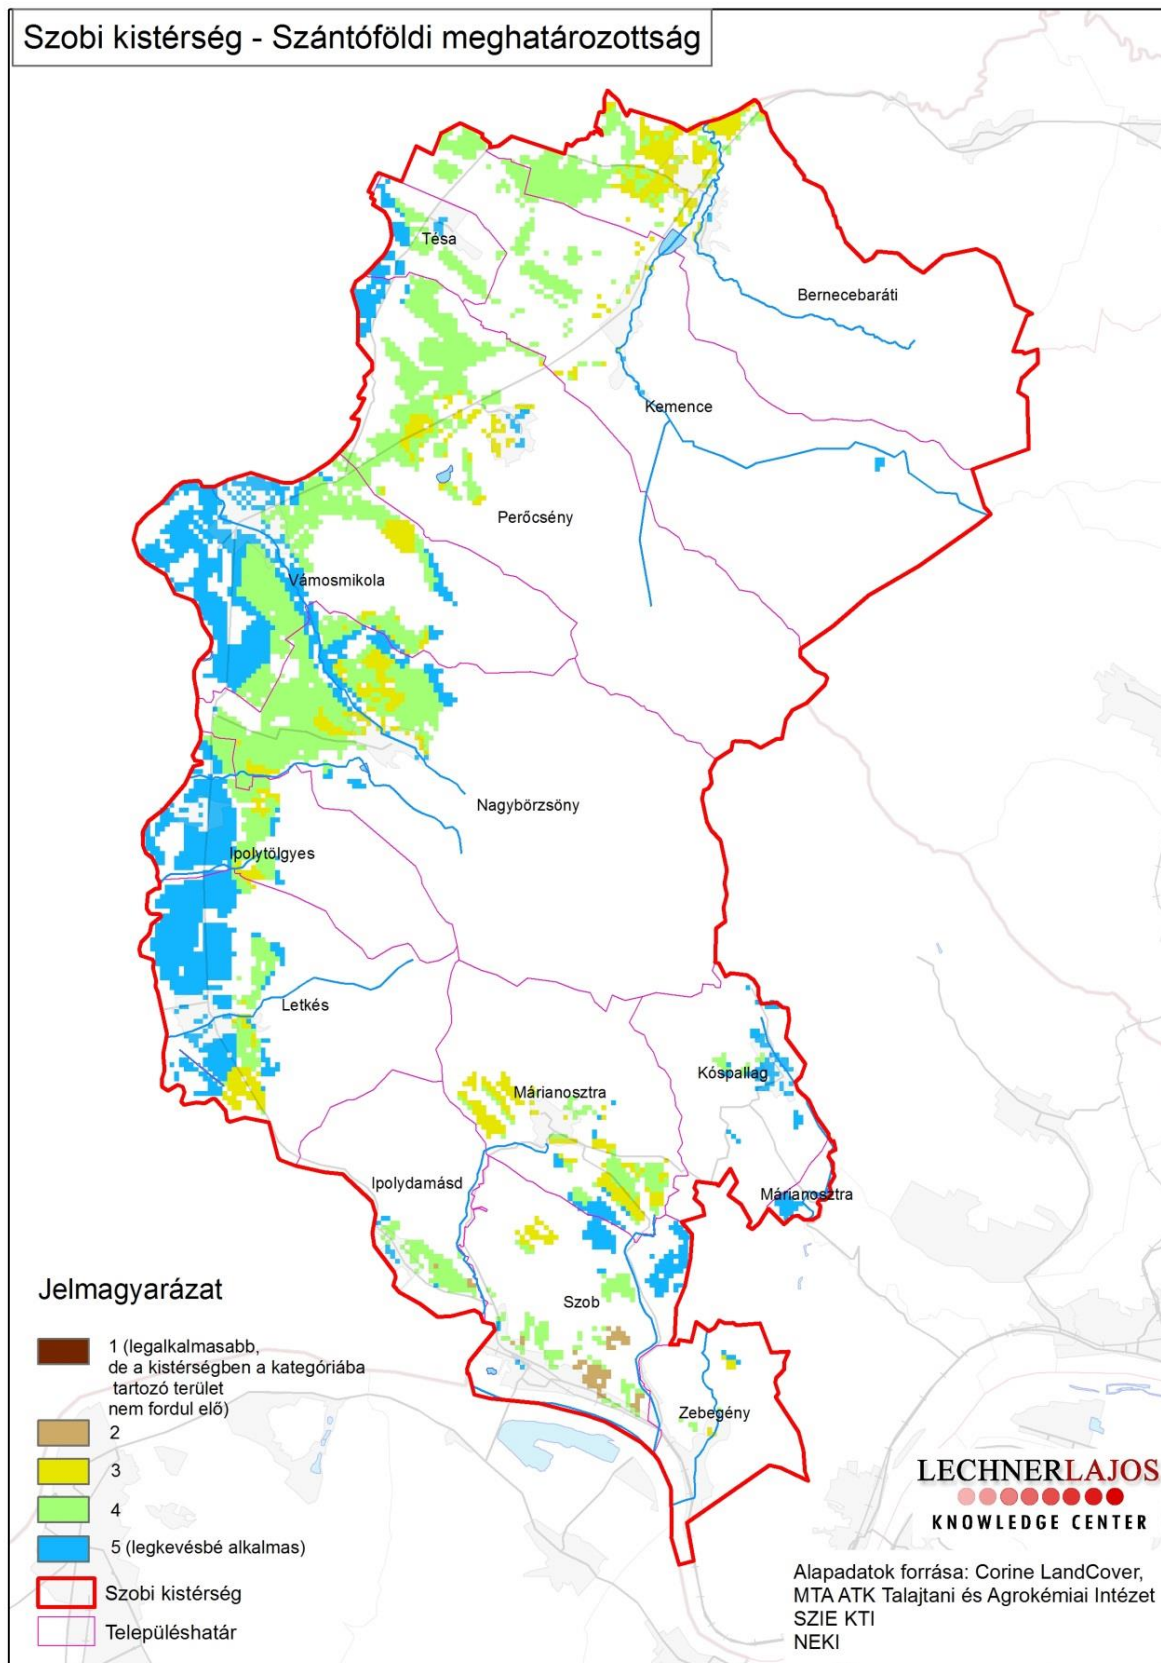 Szobi kistérség - Szántóföldi meghatározottság
Tésa
Bernecebaráti
Kemence
Perőcsény
Vámosmikola
Nagybörzsöny
Ipolytölgyes
Letkés
Kóspallag
Márianosztra
Ipolydamásd
Márianosztra
Szob
Zebegény
Jelmagyarázat
1 (legalkalmasabb,
de a kistérségben a kategóriába
tartozó terület
nem fordul elő)
2
3
4
5 (legkevésbé alkalmas)
Szobi kistérség
Településhatár
LECHNERLAJOS
KNOWLEDGE CENTER
Alapadatok forrása: Corine LandCover,
MTA ATK Talajtani és Agrokémiai Intézet
SZIE KTI
NEKI